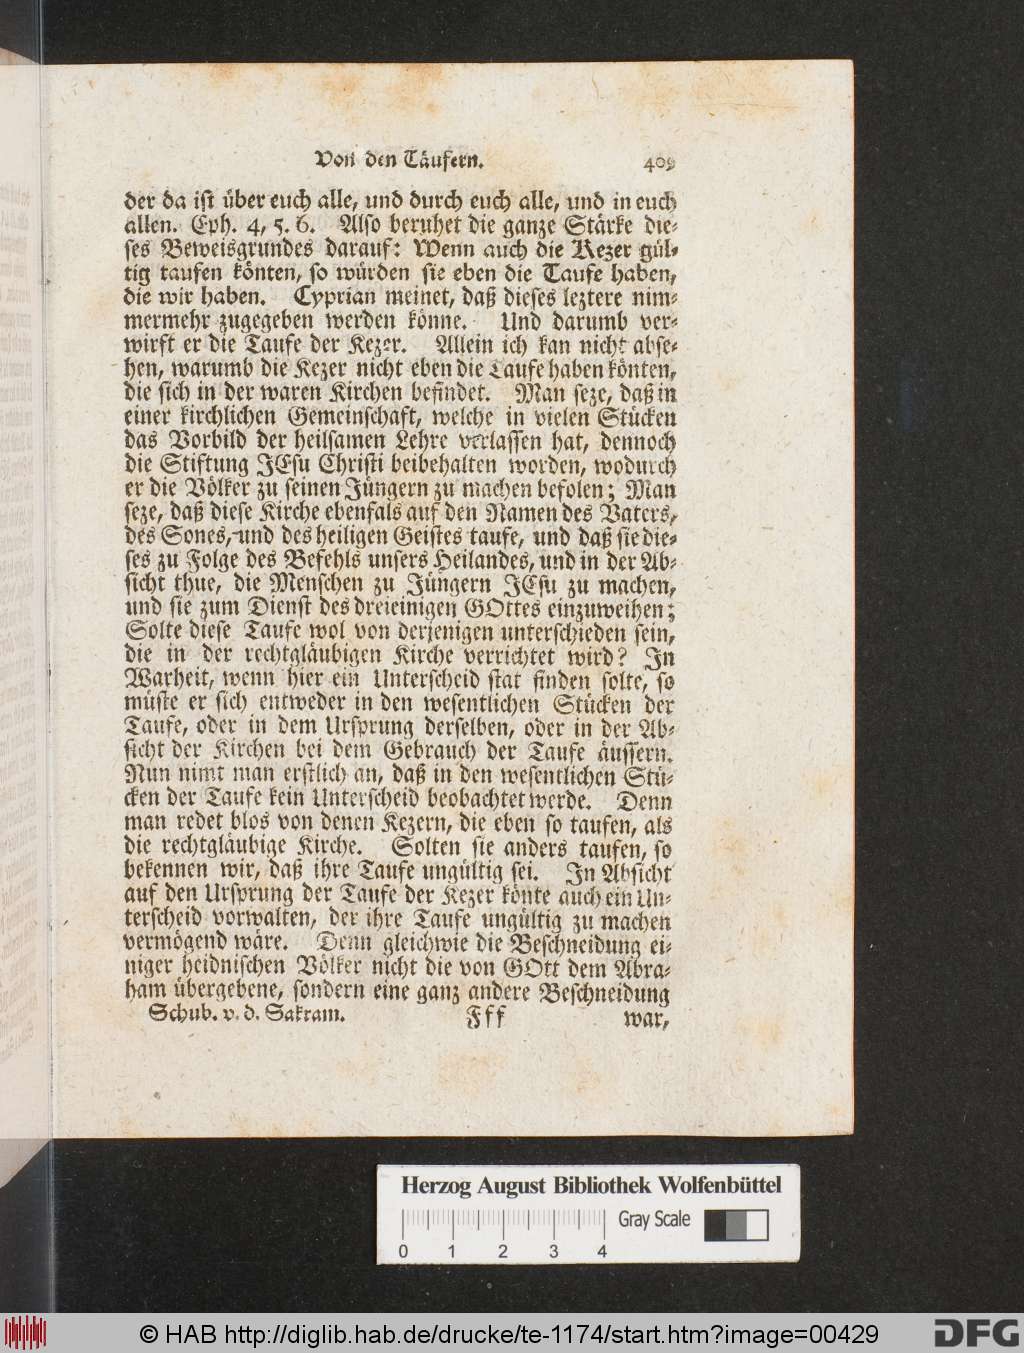 Von den Täufern. 409
der da ist über euch alle, und durch euch alle, und in euch
allen. Eph. 4, 5. 6. Also beruhet die ganze Stärke die-
ses Beweisgrundes darauf: Wenn auch die Kezer gül-
tig taufen könten, so würden sie eben die Taufe haben,
die wir haben. Cyprian meinet, daß dieses leztere nim-
mermehr zugegeben werden könne. Und darumb ver-
wirft er die Taufe der Kezer. Allein ich kan nicht abse-
hen, warumb die Kezer nicht eben die Taufe haben könten,
die sich in der waren Kirchen befindet. Man seze, daß in
einer kirchlichen Gemeinschaft, welche in vielen Stücken
das Vorbild der heilsamen Lehre verlassen hat, dennoch
die Stiftung JEsu Christi beibehalten worden, wodurch
er die Völker zu seinen Jüngern zu machen befolen; Man
seze, daß diese Kirche ebenfals auf den Namen des Vaters,
des Sones, und des heiligen Geistes taufe, und daß sie die-
ses zu Folge des Befehls unsers Heilandes, und in der Ab-
sicht thue, die Menschen zu Jüngern JEsu zu machen,
und sie zum Dienst des dreieinigen GOttes einzuweihen;
Solte diese Taufe wol von derjenigen unterschieden sein,
die in der rechtgläubigen Kirche verrichtet wird? In
Warheit, wenn hier ein Unterscheid stat finden solte, so
müste er sich entweder in den wesentlichen Stücken der
Taufe, oder in dem Ursprung derselben, oder in der Ab-
sicht der Kirchen bei dem Gebrauch der Taufe äussern.
Nun nimt man erstlich an, daß in den wesentlichen Stü-
cken der Taufe kein Unterscheid beobachtet werde. Denn
man redet blos von denen Kezern, die eben so taufen, als
die rechtgläubige Kirche. Solten sie anders taufen, so
bekennen wir, daß ihre Taufe ungültig sei. In Absicht
auf den Ursprung der Taufe der Kezer könte auch ein Un-
terscheid vorwalten, der ihre Taufe ungültig zu machen
vermögend wäre. Denn gleichwie die Beschneidung ei-
niger heidnischen Völker nicht die von GOtt dem Abra-
ham übergebene, sondern eine ganz andere Beschneidung
Schub. v. d. Sakram. Fff war,
Herzog August Bibliothek Wolfenbüttel
Gray Scale
0 1 2 3 4
© HAB http://diglib.hab.de/drucke/te-1174/start.htm?image=00429
DFG